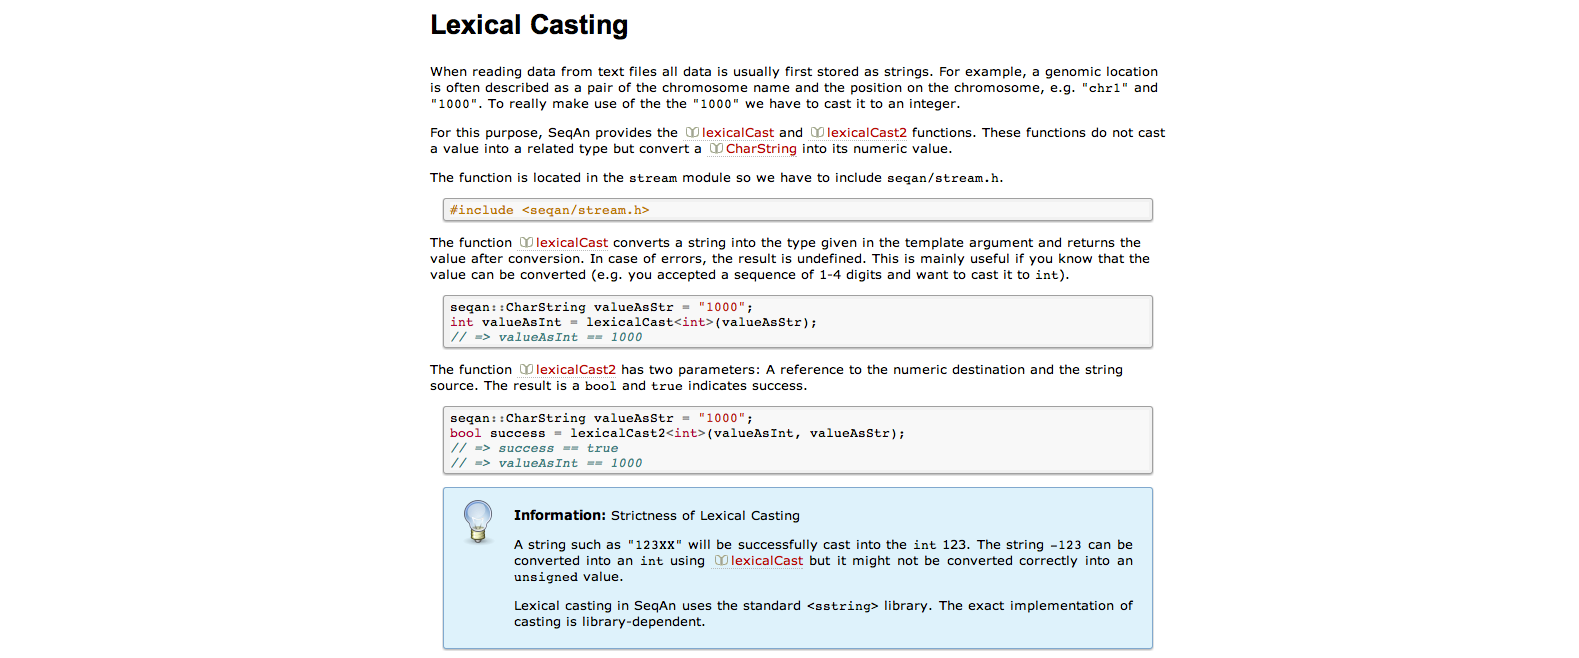 Lexical Casting
When reading data from text files all data is usually first stored as strings. For example, a genomic location
is often described as a pair of the chromosome name and the position on the chromosome, e.g. "chr1" and
"1000". To really make use of the the "1000" we have to cast it to an integer.
For this purpose, SeqAn provides the lexicalCast and lexicalCast2 functions. These functions do not cast
a value into a related type but convert a CharString into its numeric value.
The function is located in the stream module so we have to include seqan/stream.h.
#include <seqan/stream.h>
The function lexicalCast converts a string into the type given in the template argument and returns the
value after conversion. In case of errors, the result is undefined. This is mainly useful if you know that the
value can be converted (e.g. you accepted a sequence of 1-4 digits and want to cast it to int).
seqan::CharString valueAsStr = "1000";
int valueAsInt = lexicalCast<int>(valueAsStr);
// => valueAsInt == 1000
The function lexicalCast2 has two parameters: A reference to the numeric destination and the string
source. The result is a bool and true indicates success.
seqan::CharString valueAsStr = "1000";
bool success = lexicalCast2<int>(valueAsInt, valueAsStr);
// => success == true
// => valueAsInt == 1000
Information: Strictness of Lexical Casting
A string such as "123XX" will be successfully cast into the int 123. The string -123 can be
converted into an int using lexicalCast but it might not be converted correctly into an
unsigned value.
Lexical casting in SeqAn uses the standard <sstring> library. The exact implementation of
casting is library-dependent.